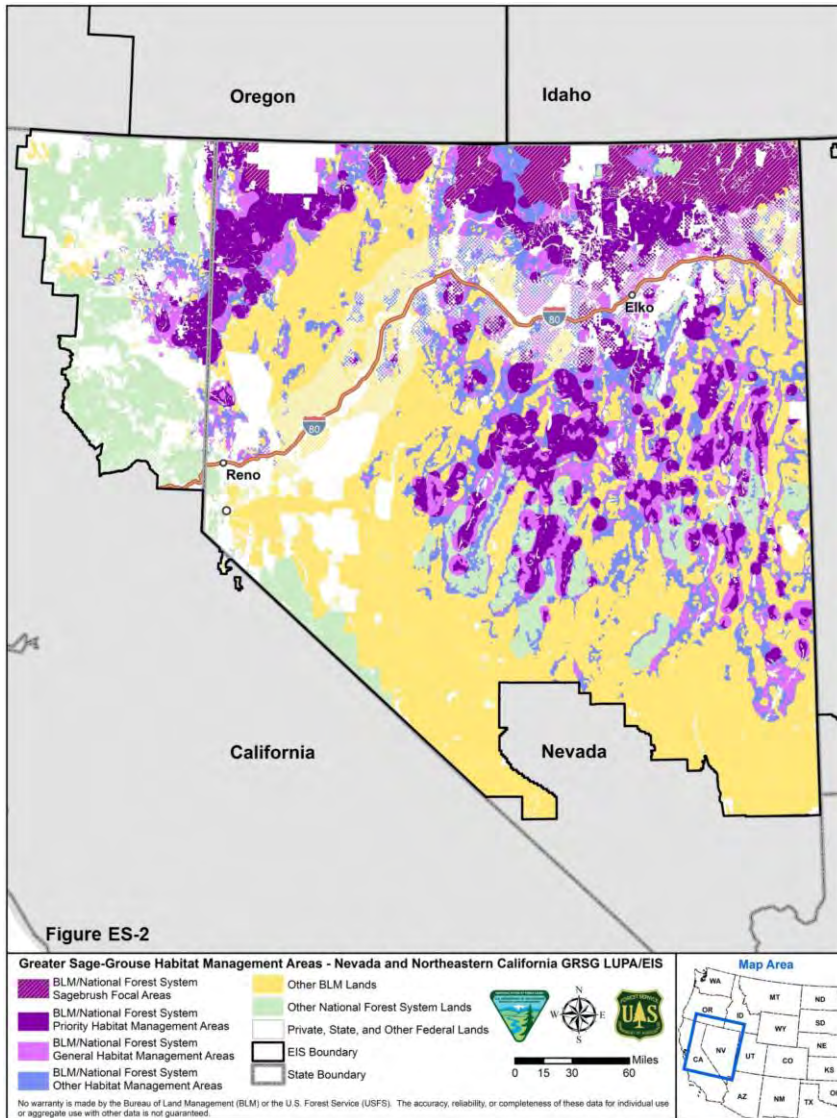 Oregon
Idaho
80
Elko
80
Reno
California
Nevada
Figure ES-2
Greater Sage-Grouse Habitat Management Areas - Nevada and Northeastern California GRSG LUPA/EIS
BLM/National Forest System
Sagebrush Focal Areas
BLM/National Forest System
Priority Habitat Management Areas
BLM/National Forest System
General Habitat Management Areas
BLM/National Forest System
Other Habitat Management Areas
Other BLM Lands
Other National Forest System Lands
Private, State, and Other Federal Lands
EIS Boundary
State Boundary
N
W
E
S
FOREST SERVICE
UAS
0 15 30 60
Miles
No warranty is made by the Bureau of Land Management (BLM) or the U.S. Forest Service (USFS). The accuracy, reliability, or completeness of these data for individual use
or aggregate use with other data is not guaranteed.
Map Area
WA
MT
ND
OR
ID
SD
WY
NE
NV
UT
CO
CA
KS
AZ
NM
TX